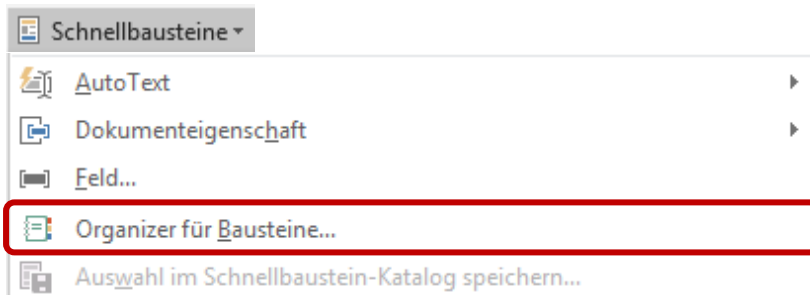 Schnellbausteine
AutoText
Dokumenteigenschaft
Feld...
Organizer für Bausteine...
Auswahl im Schnellbaustein-Katalog speichern...